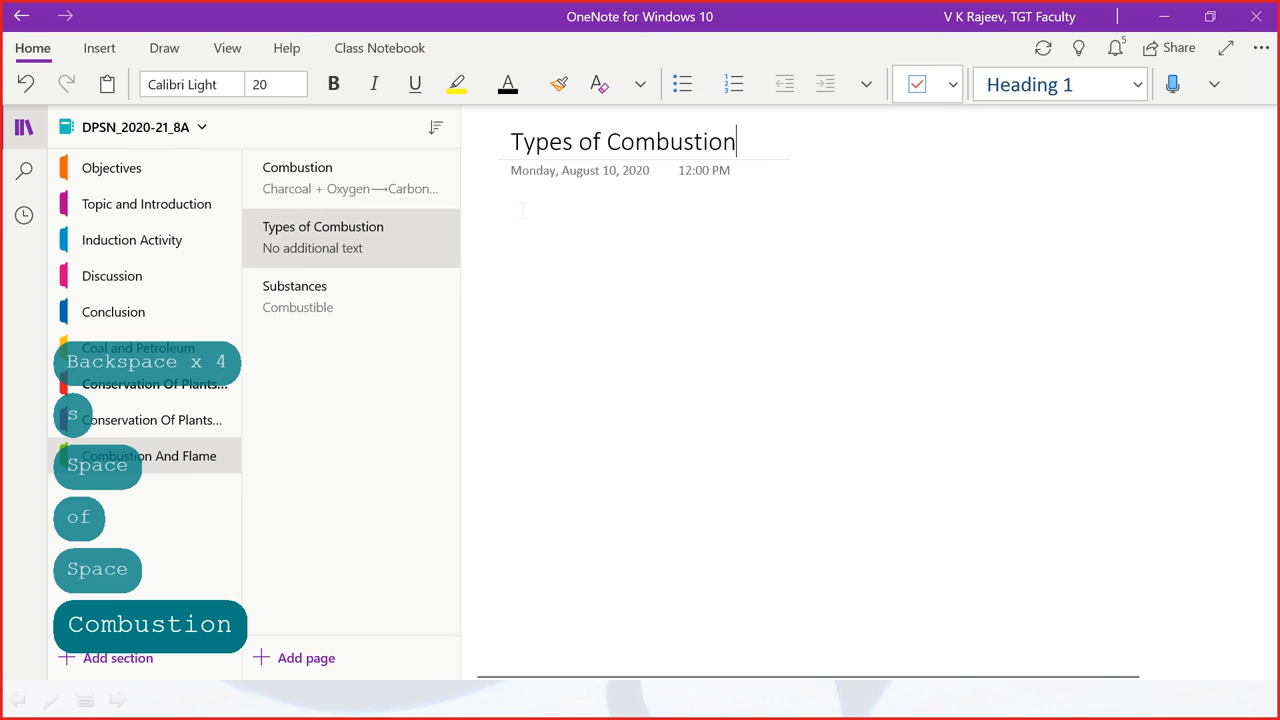 OneNote for Windows 10
V K Rajeev, TGT Faculty
Home Insert Draw View Help Class Notebook
5
Share
Calibri Light 20 B I U A A Heading 1
DPSN_2020-21_8A
Objectives
Topic and Introduction
Induction Activity
Discussion
Conclusion
Coal and Petroleum
Conservation Of Plants...
Conservation Of Plants...
Combustion And Flame
Add section
Combustion
Charcoal + Oxygen⟶Carbon...
Types of Combustion
No additional text
Substances
Combustible
Add page
Types of Combustion
Monday, August 10, 2020 12:00 PM
Backspace x 4
s
Space
of
Space
Combustion